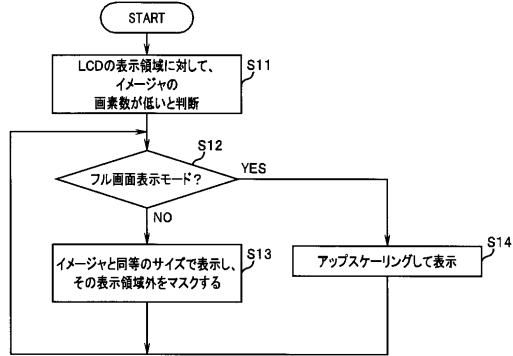 START
LCDの表示領域に対して、
イメージャの
画素数が低いと判断
S11
S12
フル画面表示モード?
YES
NO
イメージャと同等のサイズで表示し、
その表示領域外をマスクする
S13
アップスケーリングして表示
S14